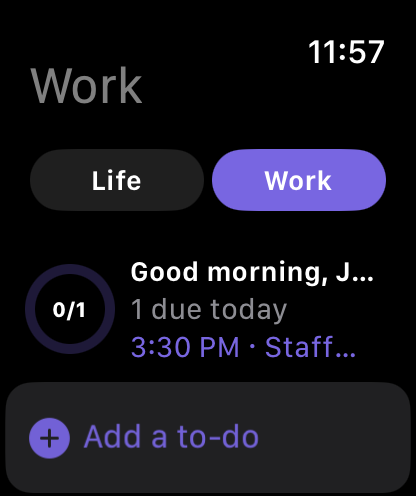 11:57
Work
Life
Work
0/1
Good morning, J...
1 due today
3:30 PM · Staff...
Add a to-do